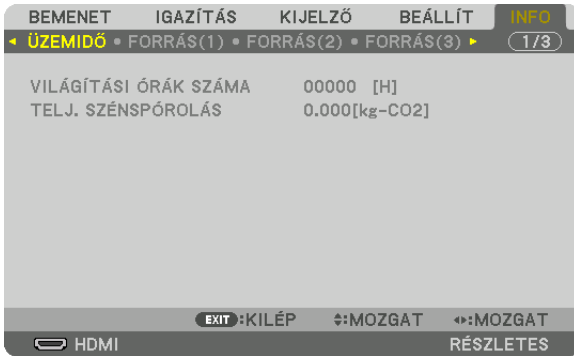 BEMENET IGAZÍTÁS KIJELZŐ BEÁLLÍT INFO
ÜZEMIDŐ • FORRÁS(1) • FORRÁS(2) • FORRÁS(3) 1/3
VILÁGÍTÁSI ÓRÁK SZÁMA 00000 [H]
TELJ. SZÉNSPÓROLÁS 0.000[kg-CO2]
EXIT :KILÉP :MOZGAT :MOZGAT
HDMI RÉSZLETES